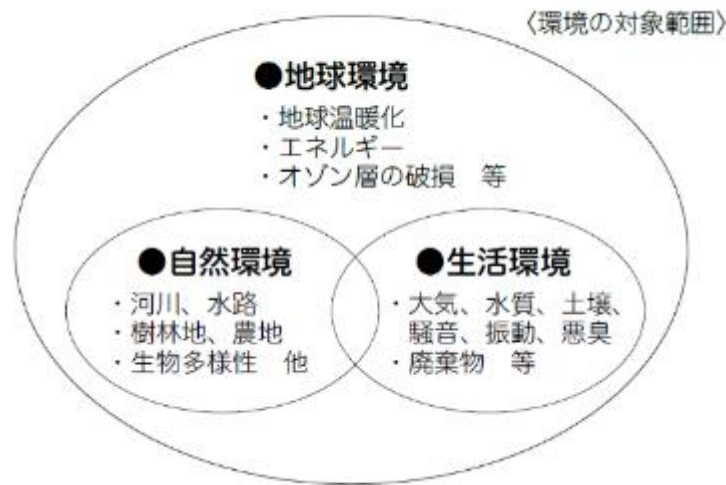 〈環境の対象範囲〉
●地球環境
・地球温暖化
・エネルギー
・オゾン層の破損 等
●自然環境
・河川、水路
・樹林地、農地
・生物多様性 他
●生活環境
・大気、水質、土壌、
騒音、振動、悪臭
・廃棄物 等